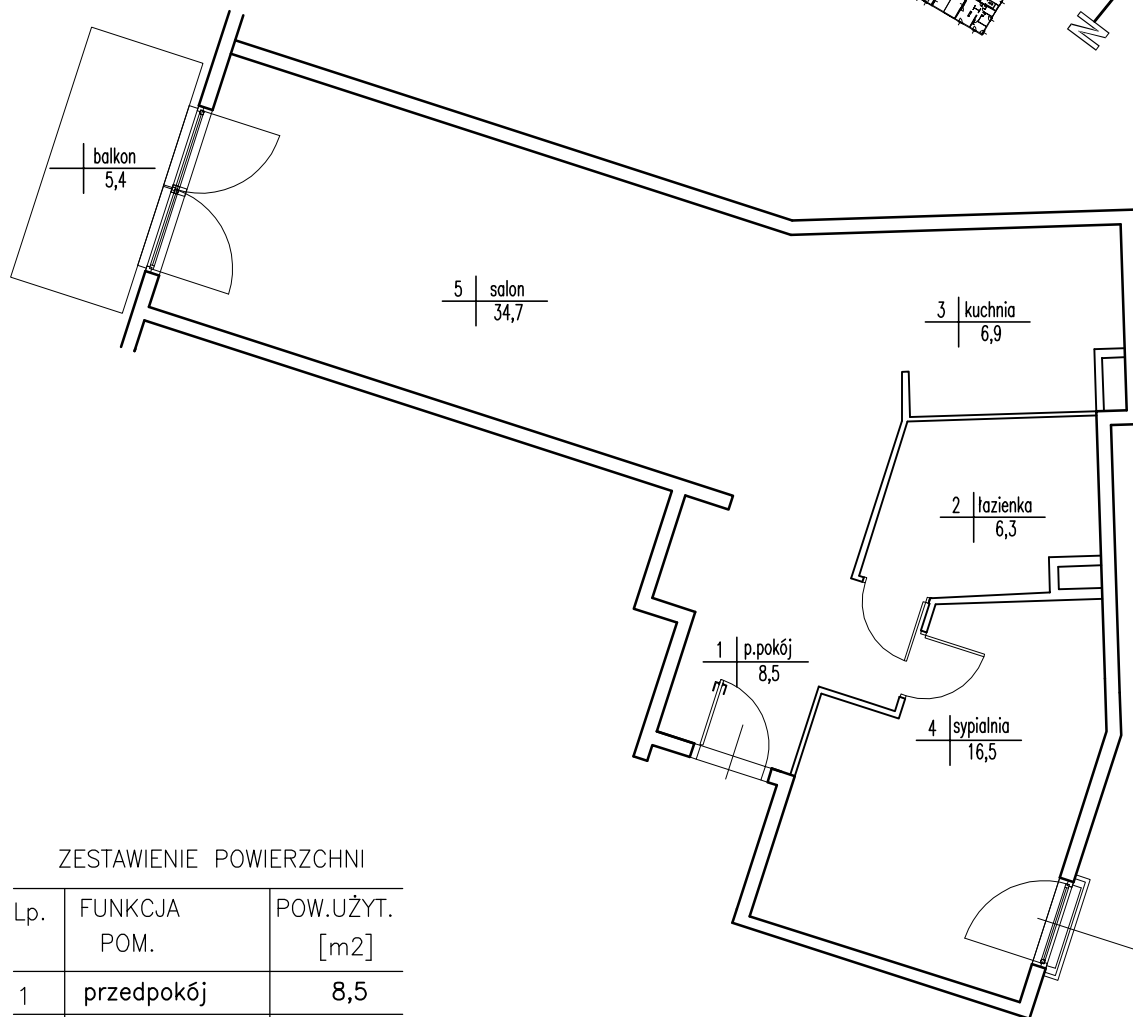 N
balkon
5,4
5 salon
34,7
3 kuchnia
6,9
2 łazienka
6,3
1 p.pokój
8,5
4 sypialnia
16,5
ZESTAWIENIE POWIERZCHNI
Lp. FUNKCJA POM. POW.UŻYT. [m2]
1 przedpokój 8,5